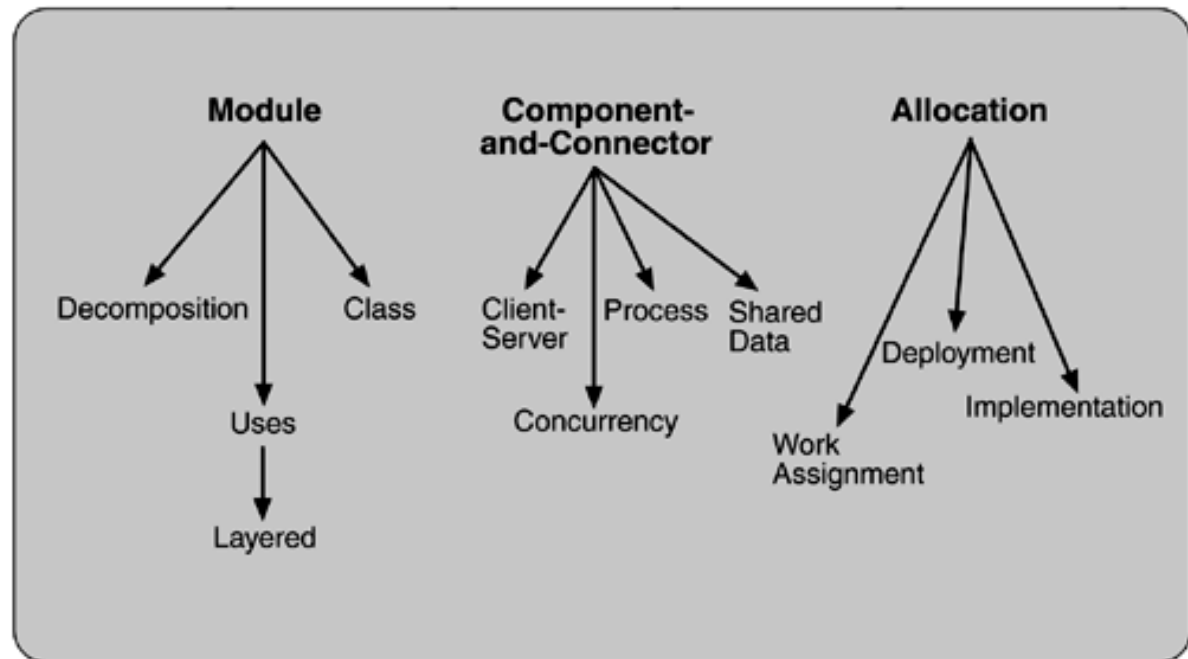 Module
Component-
and-Connector
Allocation
Decomposition
Class
Client-
Server
Process
Shared
Data
Deployment
Implementation
Uses
Concurrency
Work
Assignment
Layered